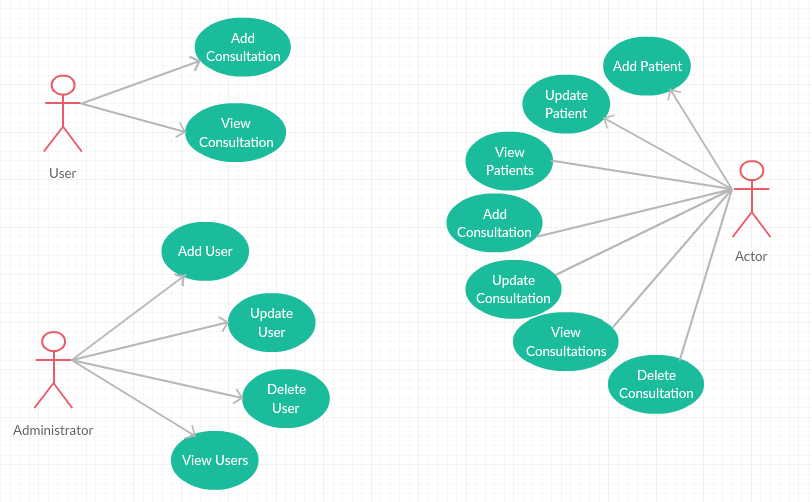 Add
Consultation
View
Consultation
User
Add User
Update
User
Delete
User
View Users
Administrator
Add Patient
Update
Patient
View
Patients
Add
Consultation
Update
Consultation
View
Consultations
Delete
Consultation
Actor